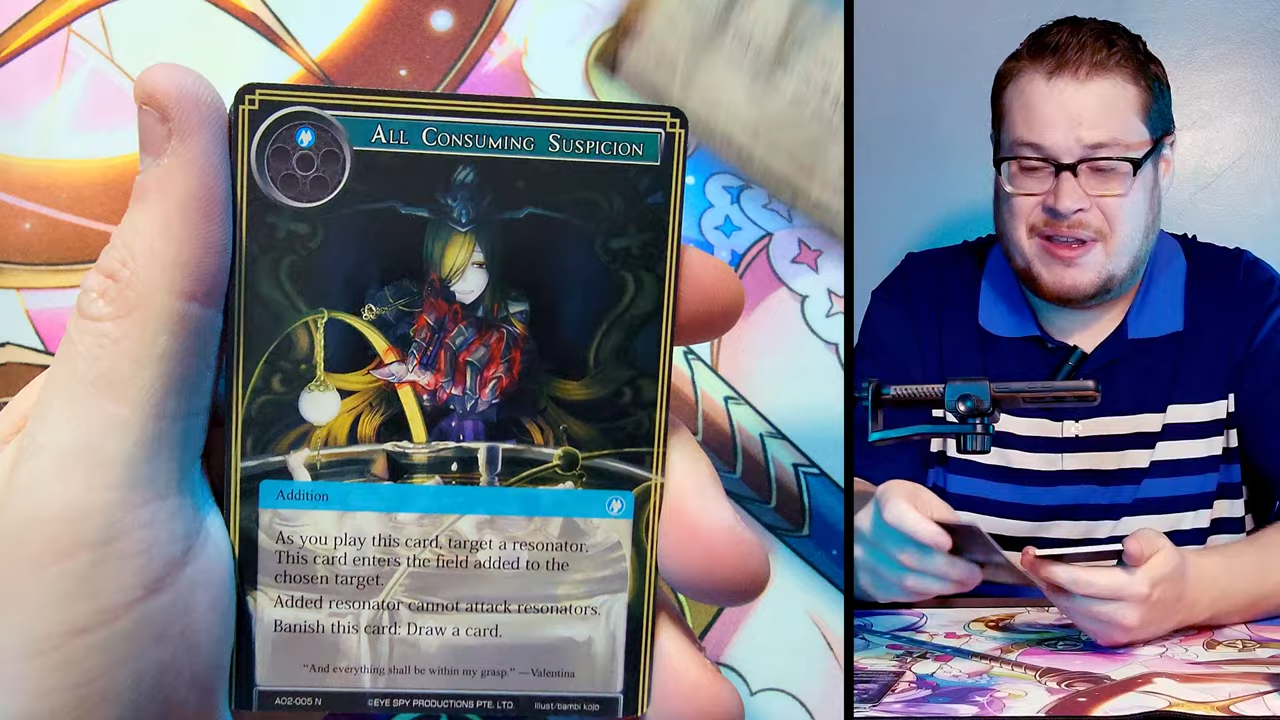 All Consuming Suspicion
Addition
As you play this card, target a resonator.
This card enters the field added to the
chosen target.
Added resonator cannot attack resonators.
Banish this card: Draw a card.
"And everything shall be within my grasp." —Valentina
AO2-005 N ©EYE SPY PRODUCTIONS PTE. LTD. Illust/bambi kojo